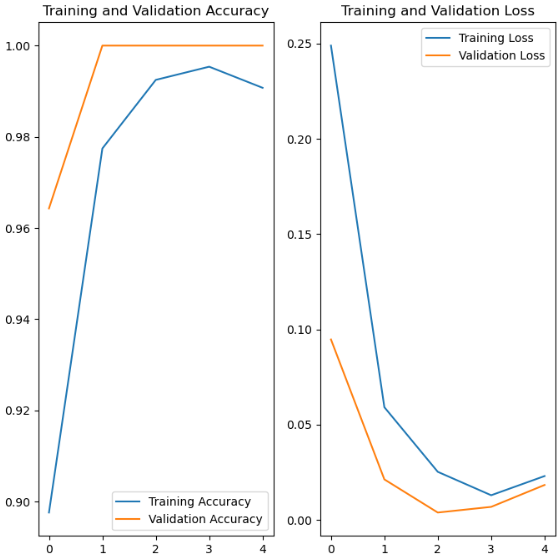 Training and Validation Accuracy
1.00
0.98
0.96
0.94
0.92
0.90
Training Accuracy
Validation Accuracy
0 1 2 3 4
Training and Validation Loss
Training Loss
Validation Loss
0.25
0.20
0.15
0.10
0.05
0.00
0 1 2 3 4